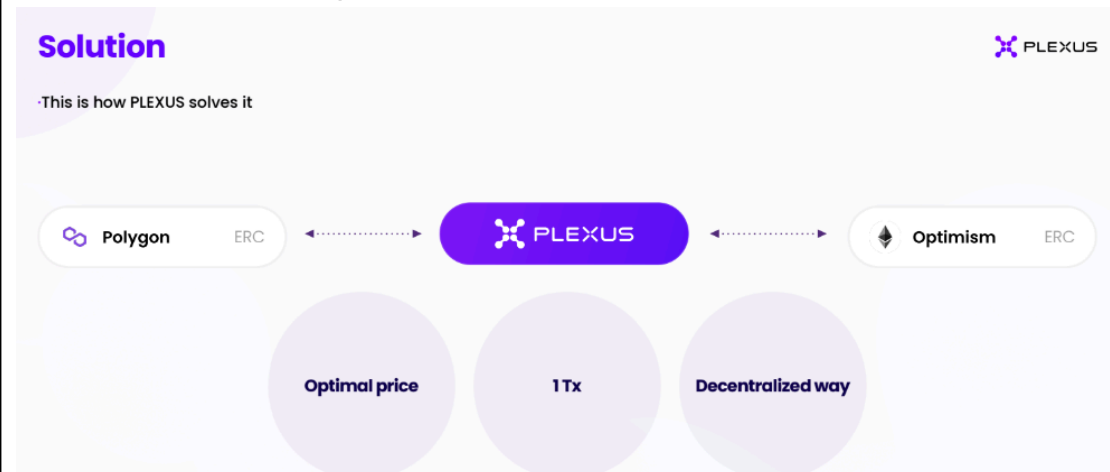 Solution
PLEXUS
·This is how PLEXUS solves it
Polygon ERC
PLEXUS
Optimism ERC
Optimal price
1 Tx
Decentralized way